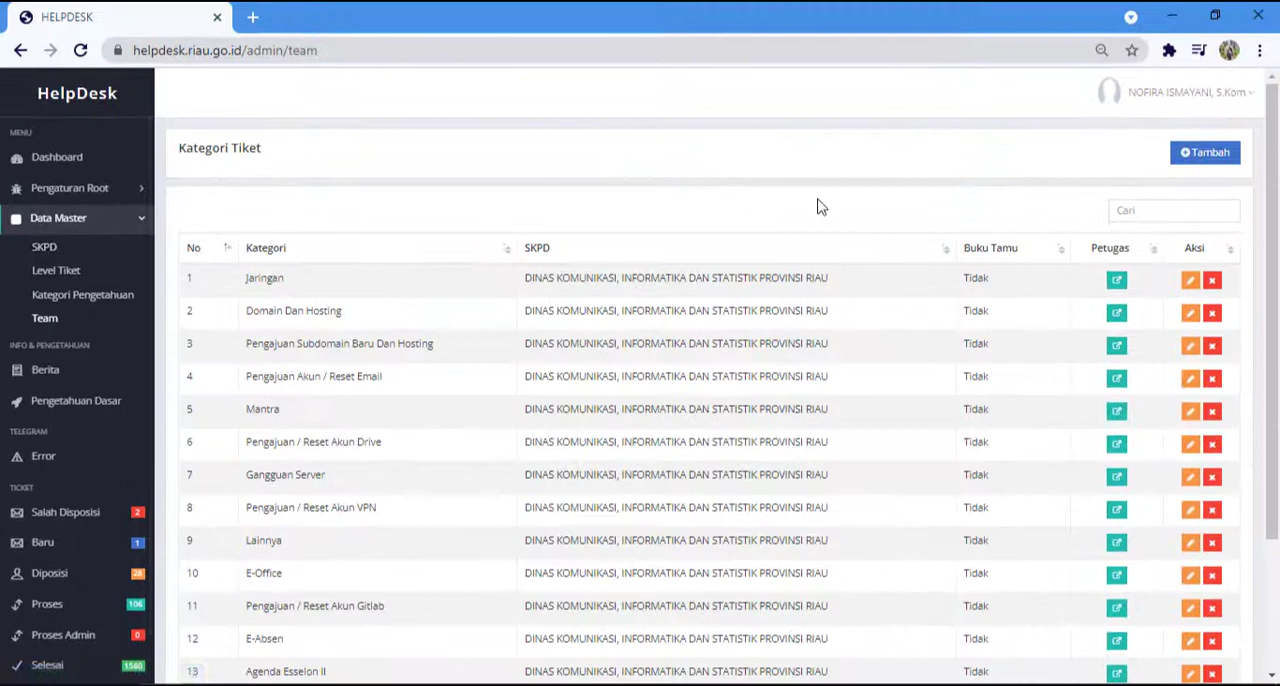 HELPDESK
helpdesk.riau.go.id/admin/team
HelpDesk
NOFIRA ISMAYANI, S.Kom
MENU
Dashboard
Pengaturan Root
Data Master
SKPD
Level Tiket
Kategori Pengetahuan
Team
INFO & PENGETAHUAN
Berita
Pengetahuan Dasar
TELEGRAM
Error
TICKET
Salah Disposisi 2
Baru 1
Diposisi 28
Proses 106
Proses Admin 0
Selesai 1560
Kategori Tiket
Tambah
Cari
No Kategori SKPD Buku Tamu Petugas Aksi
1 Jaringan DINAS KOMUNIKASI, INFORMATIKA DAN STATISTIK PROVINSI RIAU Tidak
2 Domain Dan Hosting DINAS KOMUNIKASI, INFORMATIKA DAN STATISTIK PROVINSI RIAU Tidak
3 Pengajuan Subdomain Baru Dan Hosting DINAS KOMUNIKASI, INFORMATIKA DAN STATISTIK PROVINSI RIAU Tidak
4 Pengajuan Akun / Reset Email DINAS KOMUNIKASI, INFORMATIKA DAN STATISTIK PROVINSI RIAU Tidak
5 Mantra DINAS KOMUNIKASI, INFORMATIKA DAN STATISTIK PROVINSI RIAU Tidak
6 Pengajuan / Reset Akun Drive DINAS KOMUNIKASI, INFORMATIKA DAN STATISTIK PROVINSI RIAU Tidak
7 Gangguan Server DINAS KOMUNIKASI, INFORMATIKA DAN STATISTIK PROVINSI RIAU Tidak
8 Pengajuan / Reset Akun VPN DINAS KOMUNIKASI, INFORMATIKA DAN STATISTIK PROVINSI RIAU Tidak
9 Lainnya DINAS KOMUNIKASI, INFORMATIKA DAN STATISTIK PROVINSI RIAU Tidak
10 E-Office DINAS KOMUNIKASI, INFORMATIKA DAN STATISTIK PROVINSI RIAU Tidak
11 Pengajuan / Reset Akun Gitlab DINAS KOMUNIKASI, INFORMATIKA DAN STATISTIK PROVINSI RIAU Tidak
12 E-Absen DINAS KOMUNIKASI, INFORMATIKA DAN STATISTIK PROVINSI RIAU Tidak
13 Agenda Esselon II DINAS KOMUNIKASI, INFORMATIKA DAN STATISTIK PROVINSI RIAU Tidak